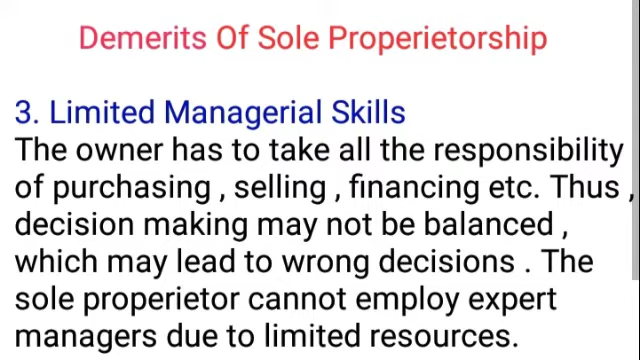 Demerits Of Sole Properietorship
3. Limited Managerial Skills
The owner has to take all the responsibility
of purchasing , selling , financing etc. Thus ,
decision making may not be balanced ,
which may lead to wrong decisions . The
sole properietor cannot employ expert
managers due to limited resources.